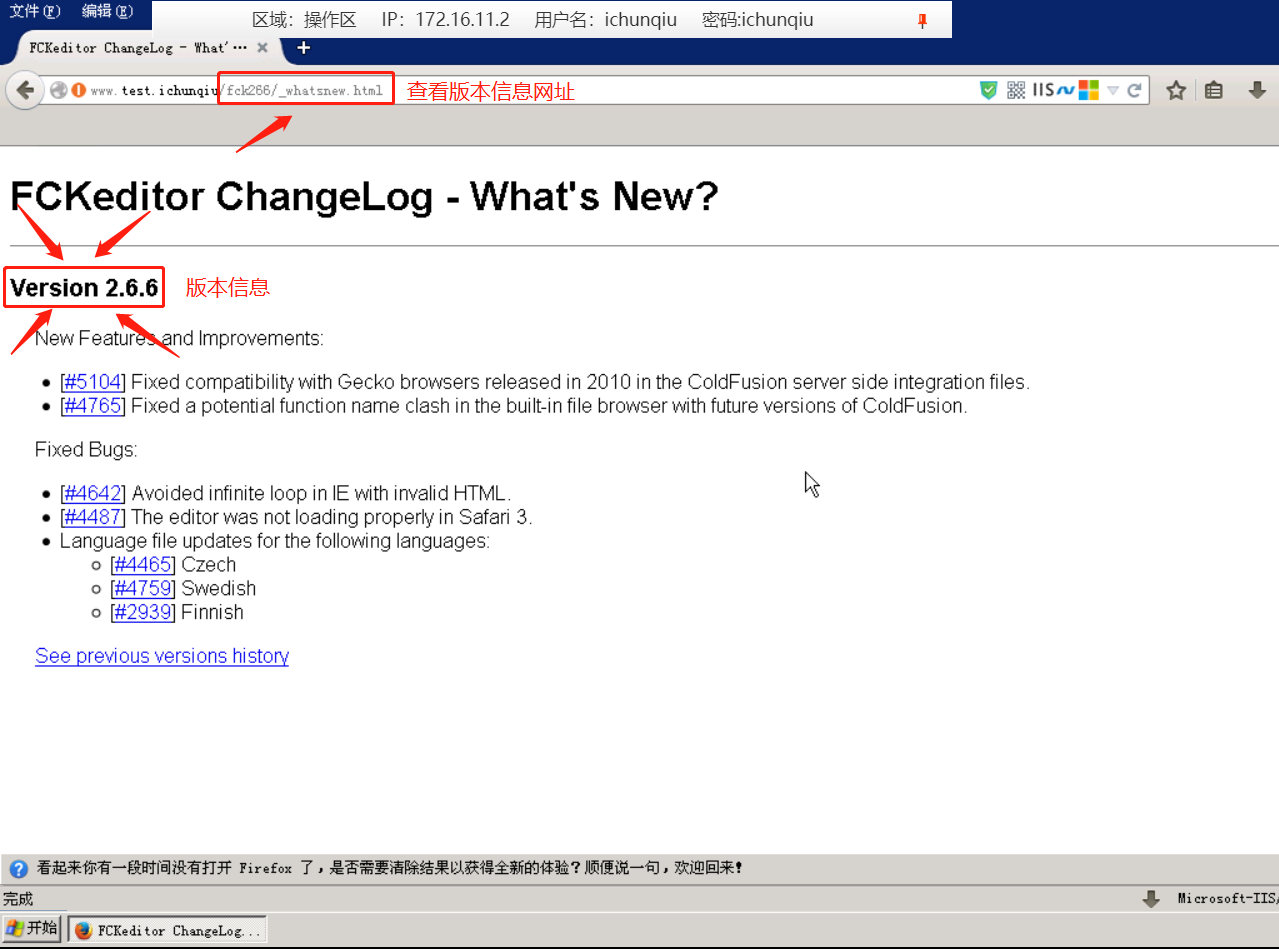 文件(F) 编辑(E)
区域：操作区 IP：172.16.11.2 用户名：ichunqiu 密码:ichunqiu
FCKeditor ChangeLog - What'...
www.test.ichunqiu/fck266/_whatsnew.html
查看版本信息网址
IIS
FCKeditor ChangeLog - What's New?
Version 2.6.6
版本信息
New Features and Improvements:
[#5104] Fixed compatibility with Gecko browsers released in 2010 in the ColdFusion server side integration files.
[#4765] Fixed a potential function name clash in the built-in file browser with future versions of ColdFusion.
Fixed Bugs:
[#4642] Avoided infinite loop in IE with invalid HTML.
[#4487] The editor was not loading properly in Safari 3.
Language file updates for the following languages:
[#4465] Czech
[#4759] Swedish
[#2939] Finnish
See previous versions history
看起来你有一段时间没有打开 Firefox 了，是否需要清除结果以获得全新的体验？顺便说一句，欢迎回来！
完成
Microsoft-IIS/
开始
FCKeditor ChangeLog...